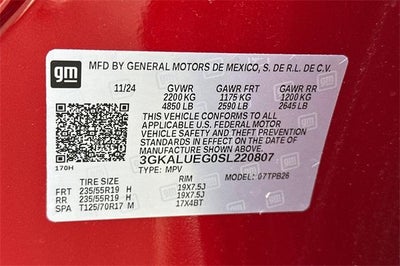 gm
MFD BY GENERAL MOTORS DE MEXICO, S. DE R.L. DE C.V.
11/24 GVWR GAWR FRT GAWR RR
2200 KG 1175 KG 1200 KG
4850 LB 2590 LB 2645 LB
THIS VEHICLE CONFORMS TO ALL
APPLICABLE U.S. FEDERAL MOTOR
VEHICLE SAFETY, BUMPER, AND
THEFT PREVENTION STANDARDS IN
EFFECT ON THE DATE OF
MANUFACTURE SHOWN ABOVE.
3GKALUEG0SL220807
170H TYPE: MPV MODEL: 07TPB26
TIRE SIZE RIM
FRT 235/55R19 H 19X7.5J
RR 235/55R19 H 19X7.5J
SPA T125/70R17 M 17X4BT